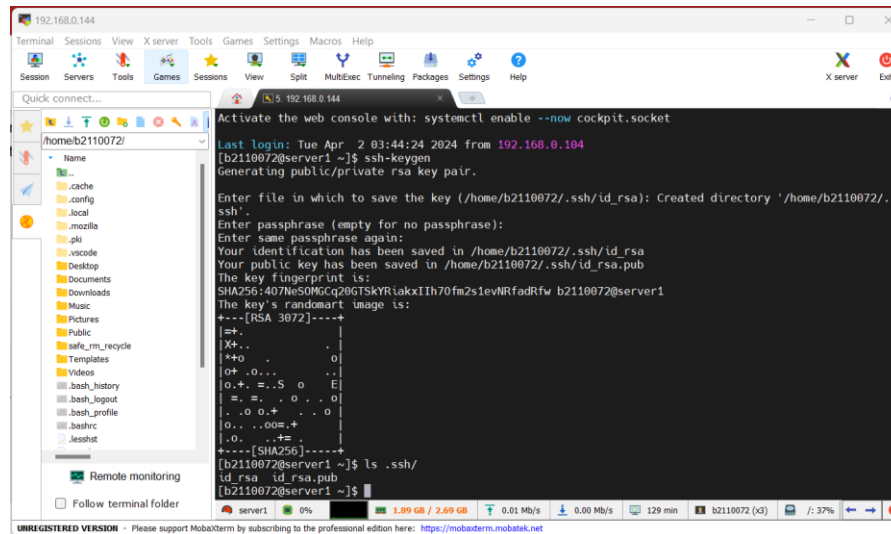 192.168.0.144
Terminal Sessions View X server Tools Games Settings Macros Help
Session Servers Tools Games Sessions View Split MultiExec Tunneling Packages Settings Help X server Exit
Quick connect...
5. 192.168.0.144
/home/b2110072/
Name
..
.cache
.config
.local
.mozilla
.pki
.vscode
Desktop
Documents
Downloads
Music
Pictures
Public
safe_rm_recycle
Templates
Videos
.bash_history
.bash_logout
.bash_profile
.bashrc
.lesshst
Remote monitoring
Follow terminal folder
Activate the web console with: systemctl enable --now cockpit.socket
Last login: Tue Apr  2 03:44:24 2024 from 192.168.0.104
[b2110072@server1 ~]$ ssh-keygen
Generating public/private rsa key pair.
Enter file in which to save the key (/home/b2110072/.ssh/id_rsa): Created directory '/home/b2110072/.
ssh'.
Enter passphrase (empty for no passphrase):
Enter same passphrase again:
Your identification has been saved in /home/b2110072/.ssh/id_rsa
Your public key has been saved in /home/b2110072/.ssh/id_rsa.pub
The key fingerprint is:
SHA256:4O7NeSOMGCq20GTSkYRiakxIIh7Ofm2s1evNRfadRfw b2110072@server1
The key's randomart image is:
+---[RSA 3072]----+
|=+.              |
|X+..           . |
|*+o    .        o|
|o+ .o...       ..|
|o.+. =..S  o    E|
| =. =.  . o . . o|
|. .o o.+   . . o |
|o.. ..oo=.+      |
|.o.   ..+= .     |
+----[SHA256]-----+
[b2110072@server1 ~]$ ls .ssh/
id_rsa  id_rsa.pub
[b2110072@server1 ~]$
server1 0% 1.89 GB / 2.69 GB 0.01 Mb/s 0.00 Mb/s 129 min b2110072 (x3) /: 37%
UNREGISTERED VERSION - Please support MobaXterm by subscribing to the professional edition here: https://mobaxterm.mobatek.net